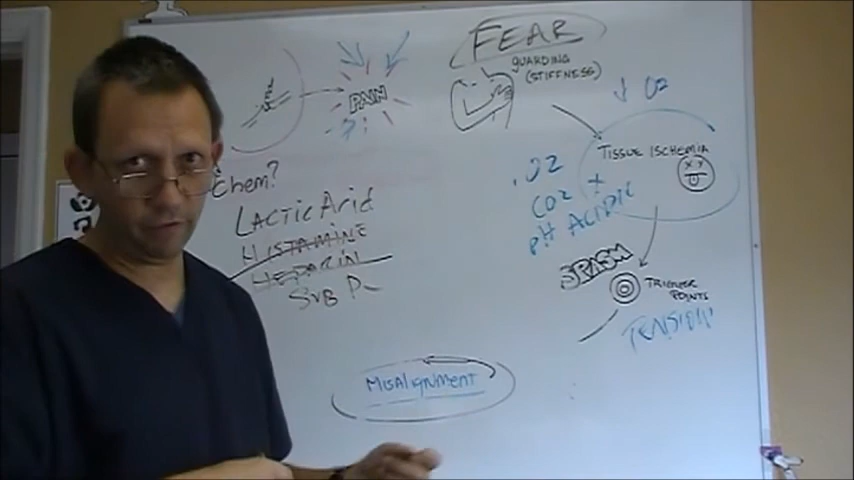 FEAR
GUARDING
(STIFFNESS)
PAIN
↓ O2
TISSUE ISCHEMIA
Chem?
Lactic Acid
HISTAMINE
HEPARIN
SUB P
O2
CO2 +
pH ACIDIC
SPASM
TRIGGER
POINTS
TENSION
MISAlignmENT